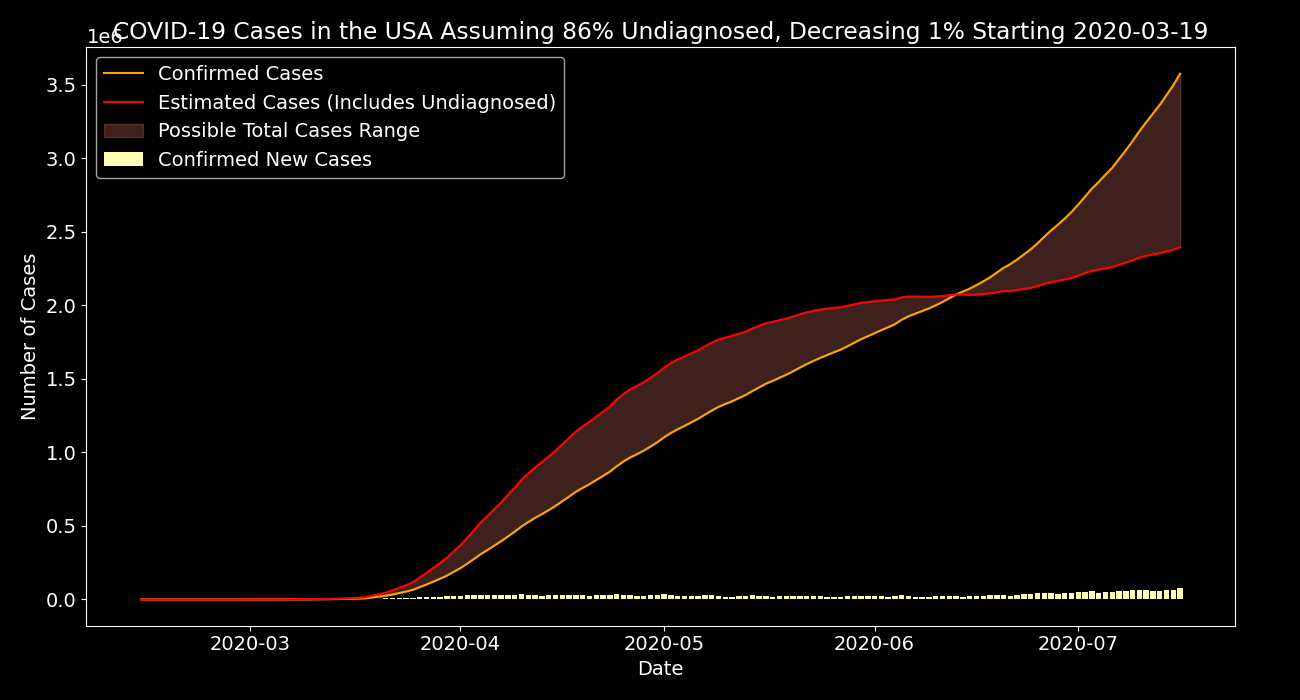 COVID-19 Cases in the USA Assuming 86% Undiagnosed, Decreasing 1% Starting 2020-03-19
1e6
Confirmed Cases
Estimated Cases (Includes Undiagnosed)
Possible Total Cases Range
Confirmed New Cases
3.5
3.0
2.5
2.0
1.5
1.0
0.5
0.0
Number of Cases
2020-03
2020-04
2020-05
2020-06
2020-07
Date